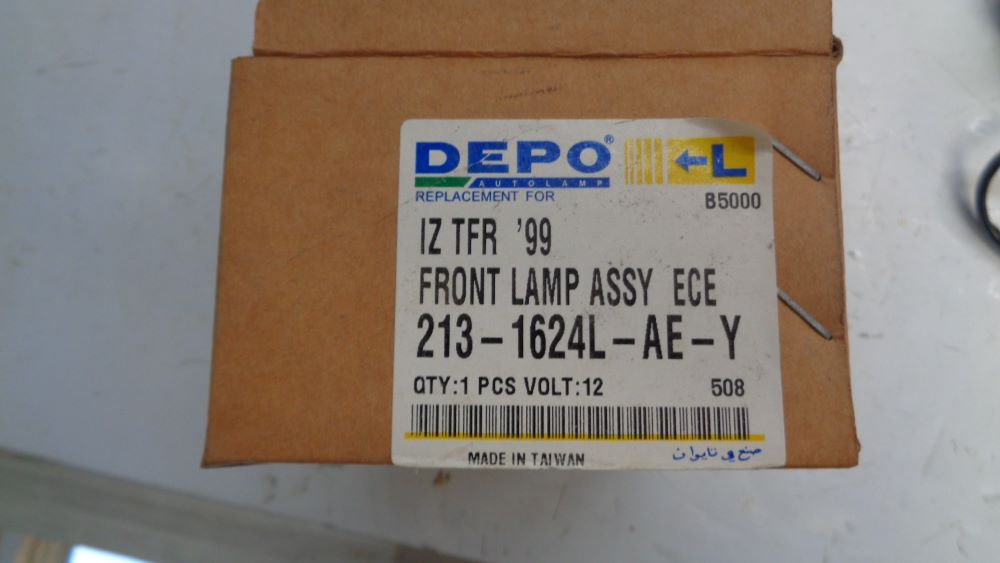 DEPO® ←L
AUTOLAMP
REPLACEMENT FOR B5000
IZ TFR '99
FRONT LAMP ASSY ECE
213-1624L-AE-Y
QTY:1 PCS VOLT:12 508
MADE IN TAIWAN صنع في تايوان